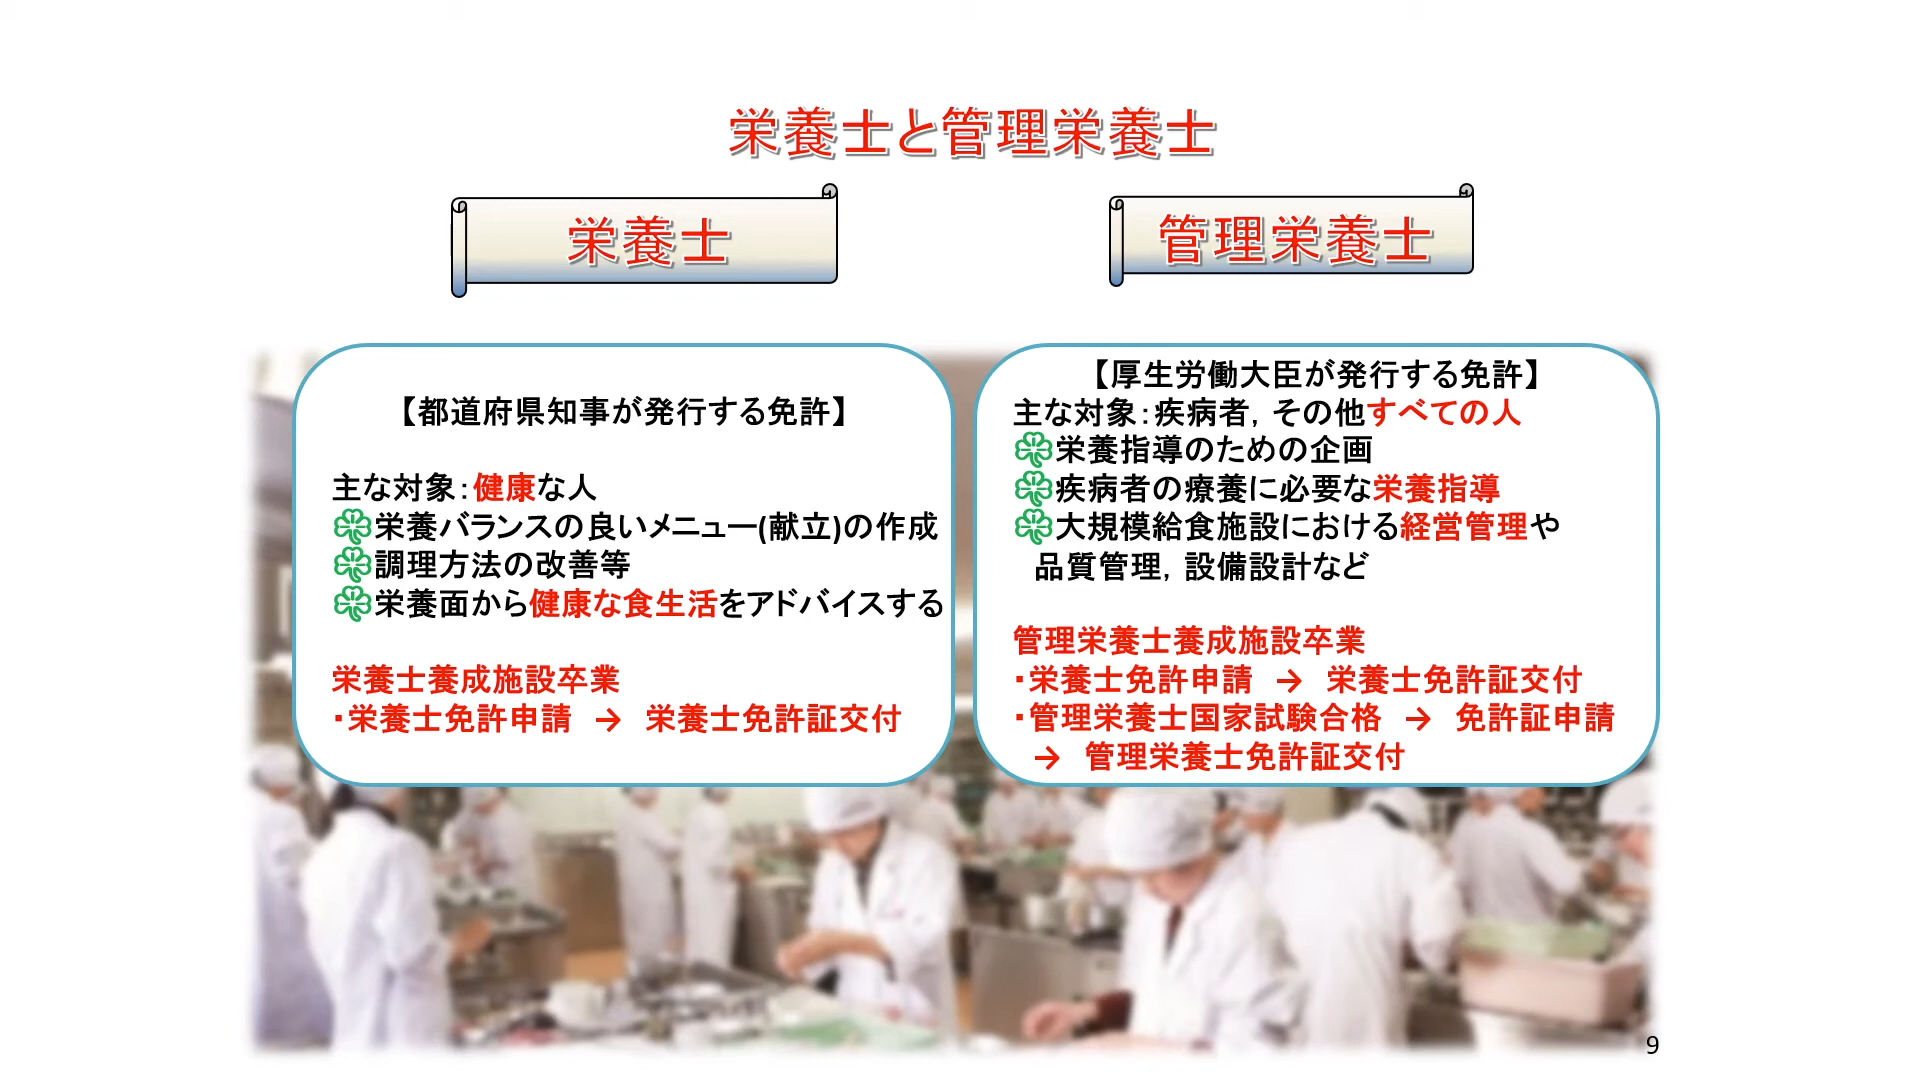 栄養士と管理栄養士
栄養士
【都道府県知事が発行する免許】
主な対象：健康な人
栄養バランスの良いメニュー(献立)の作成
調理方法の改善等
栄養面から健康な食生活をアドバイスする
栄養士養成施設卒業
・栄養士免許申請　→　栄養士免許証交付
管理栄養士
【厚生労働大臣が発行する免許】
主な対象：疾病者，その他すべての人
栄養指導のための企画
疾病者の療養に必要な栄養指導
大規模給食施設における経営管理や
品質管理，設備設計など
管理栄養士養成施設卒業
・栄養士免許申請　→　栄養士免許証交付
・管理栄養士国家試験合格　→　免許証申請
→　管理栄養士免許証交付
9